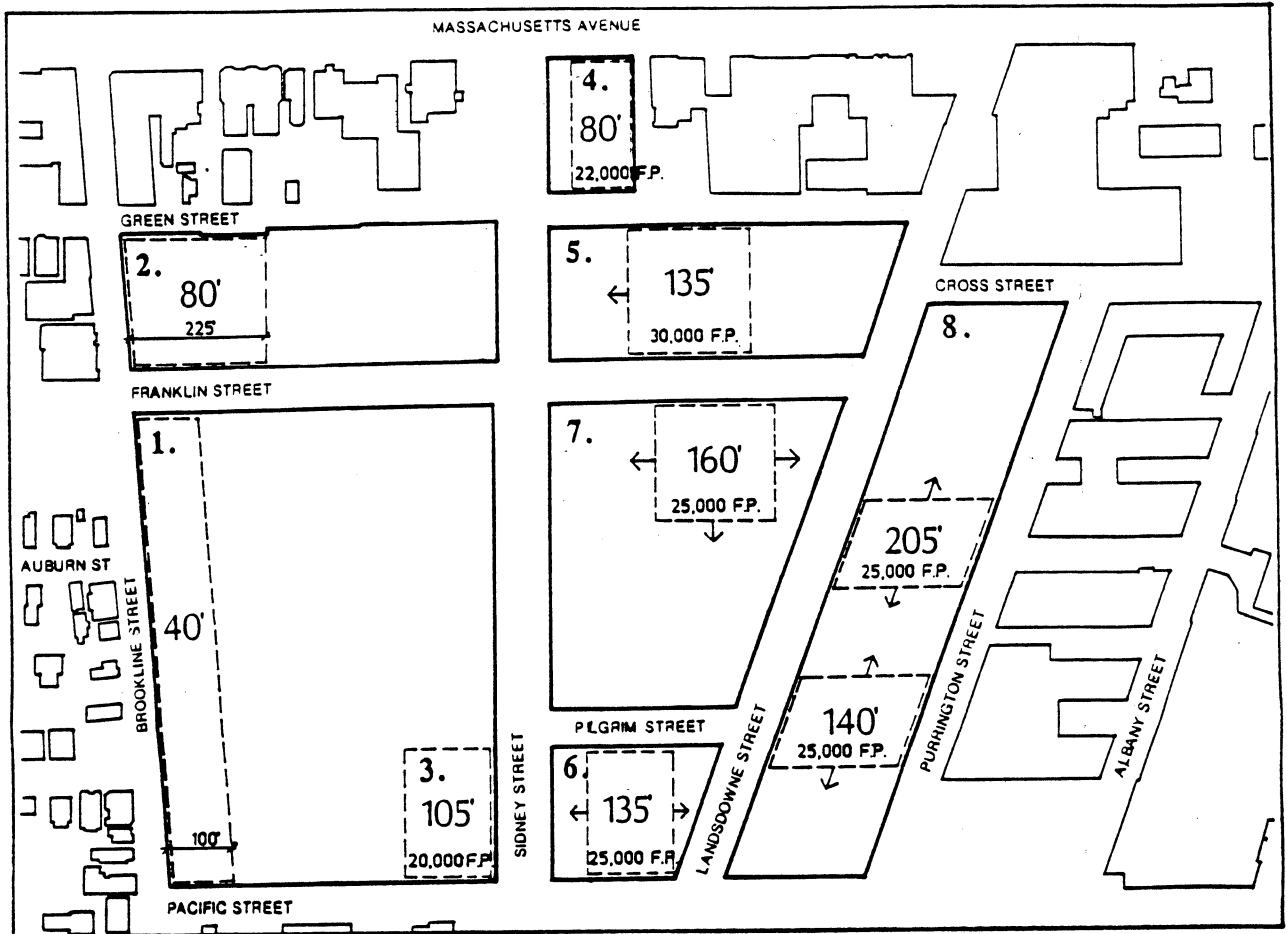 MASSACHUSETTS AVENUE
4.
80'
22,000 F.P.
GREEN STREET
2.
80'
225'
5.
135'
30,000 F.P.
CROSS STREET
8.
FRANKLIN STREET
1.
7.
160'
25,000 F.P.
205'
25,000 F.P.
AUBURN ST
BROOKLINE STREET
40'
PILGRIM STREET
LANDSDOWNE STREET
140'
25,000 F.P.
PURRINGTON STREET
ALBANY STREET
3.
105'
20,000 F.P.
SIDNEY STREET
6.
135'
25,000 F.P.
100'
PACIFIC STREET